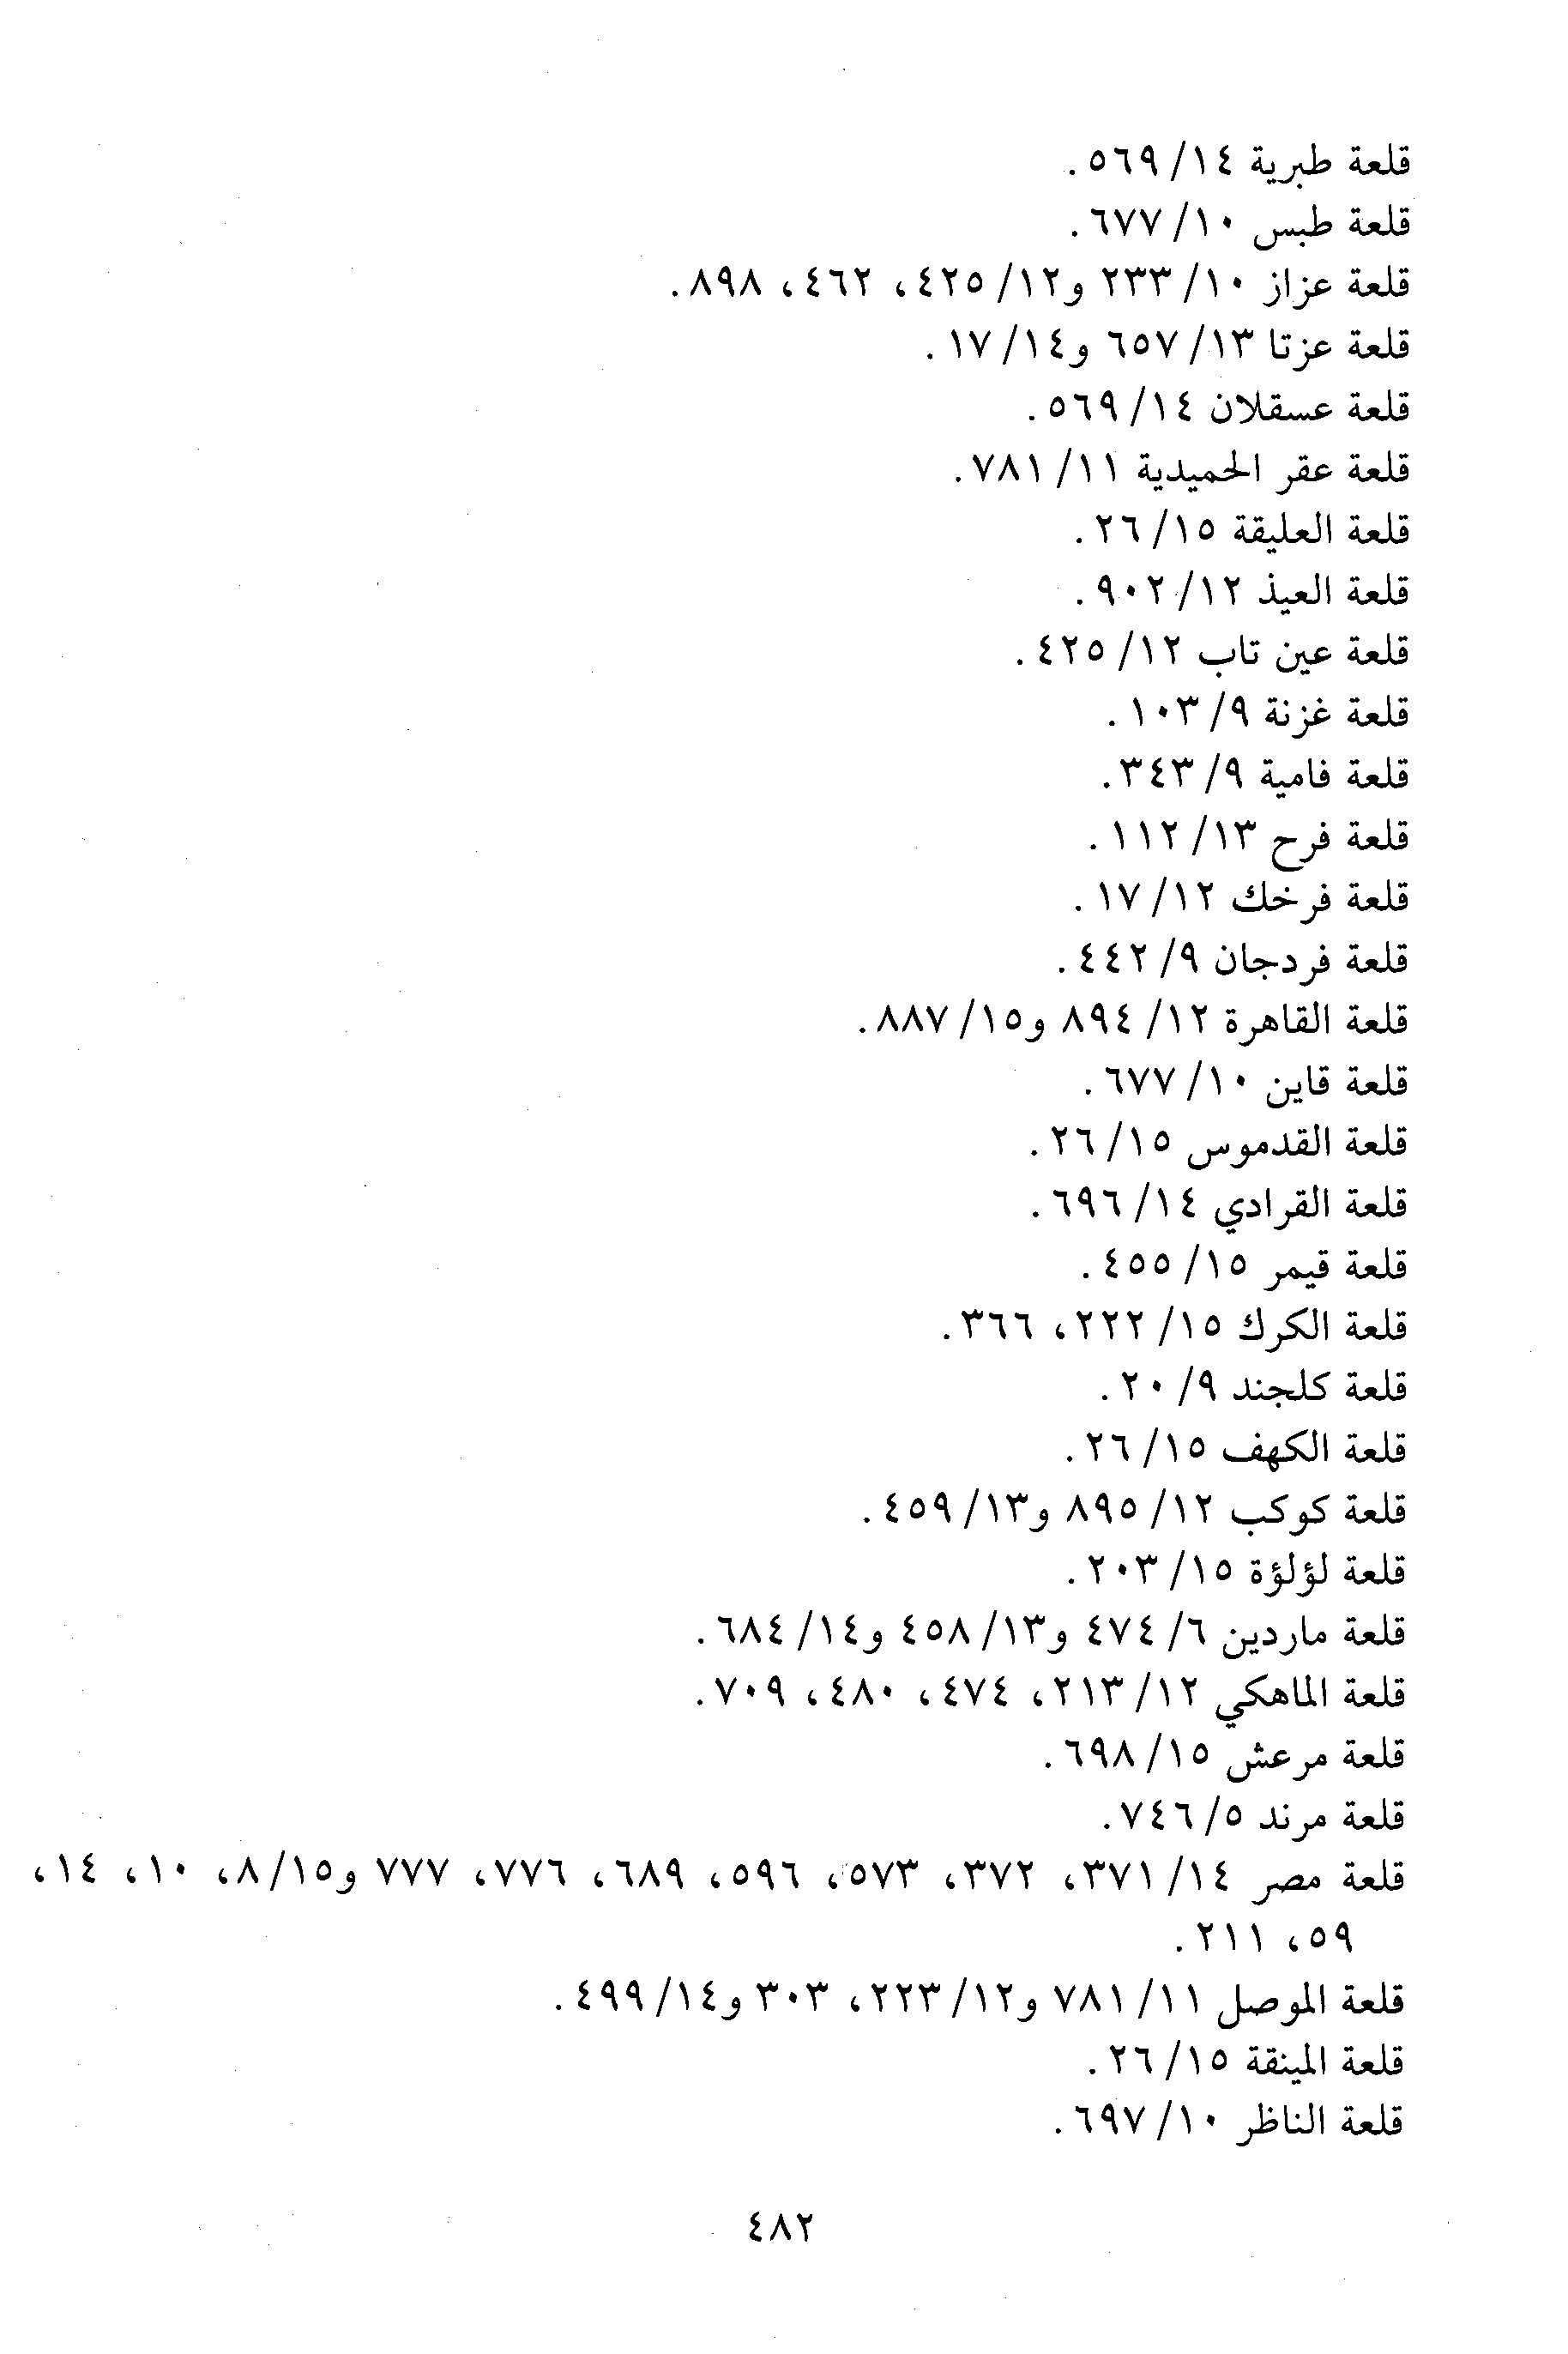 قلعة طبرية ١٤/ ٥٦٩.
قلعة طبس ١٠/ ٦٧٧.
قلعة عزاز ١٠/ ٢٣٣ و١٢/ ٤٢٥، ٤٦٢، ٨٩٨.
قلعة عزتا ١٣/ ٦٥٧ و١٤/ ١٧.
قلعة عسقلان ١٤/ ٥٦٩.
قلعة عقر الحميدية ١١/ ٧٨١.
قلعة العليقة ١٥/ ٢٦.
قلعة العيذ ١٢/ ٩٠٢.
قلعة عين تاب ١٢/ ٤٢٥.
قلعة غزنة ٩/ ١٠٣.
قلعة فامية ٩/ ٣٤٣.
قلعة فرح ١٣/ ١١٢.
قلعة فرخك ١٢/ ١٧.
قلعة فردجان ٩/ ٤٤٢.
قلعة القاهرة ١٢/ ٨٩٤ و١٥/ ٨٨٧.
قلعة قاين ١٠/ ٦٧٧.
قلعة القدموس ١٥/ ٢٦.
قلعة القرادي ١٤/ ٦٩٦.
قلعة قيمر ١٥/ ٤٥٥.
قلعة الكرك ١٥/ ٢٢٢، ٣٦٦.
قلعة كلجند ٩/ ٢٠.
قلعة الكهف ١٥/ ٢٦.
قلعة كوكب ١٢/ ٨٩٥ و١٣/ ٤٥٩.
قلعة لؤلؤة ١٥/ ٢٠٣.
قلعة ماردين ٦/ ٤٧٤ و١٣/ ٤٥٨ و١٤/ ٦٨٤.
قلعة الماهكي ١٢/ ٢١٣، ٤٧٤، ٤٨٠، ٧٠٩.
قلعة مرعش ١٥/ ٦٩٨.
قلعة مرند ٥/ ٧٤٦.
قلعة مصر ١٤/ ٣٧١، ٣٧٢، ٥٧٣، ٥٩٦، ٦٨٩، ٧٧٦، ٧٧٧ و١٥/ ٨، ١٠، ١٤،
٥٩، ٢١١.
قلعة الموصل ١١/ ٧٨١ و١٢/ ٢٢٣، ٣٠٣ و١٤/ ٤٩٩.
قلعة المينقة ١٥/ ٢٦.
قلعة الناظر ١٠/ ٦٩٧.
٤٨٢